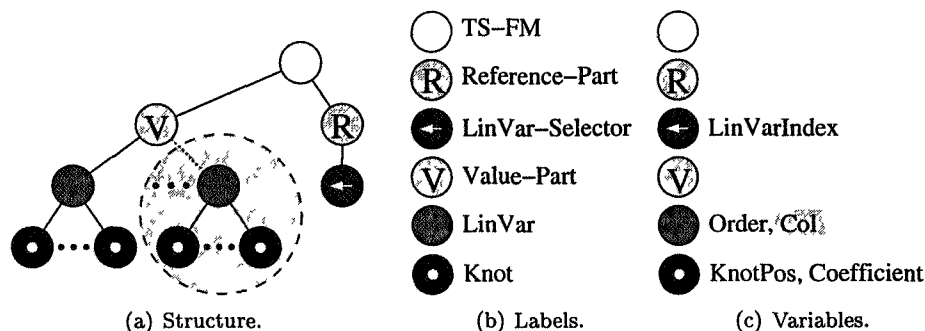 TS–FM
R Reference–Part R
LinVar–Selector LinVarIndex
V Value–Part V
LinVar Order, Col
Knot KnotPos, Coefficient
V
R
(a) Structure. (b) Labels. (c) Variables.